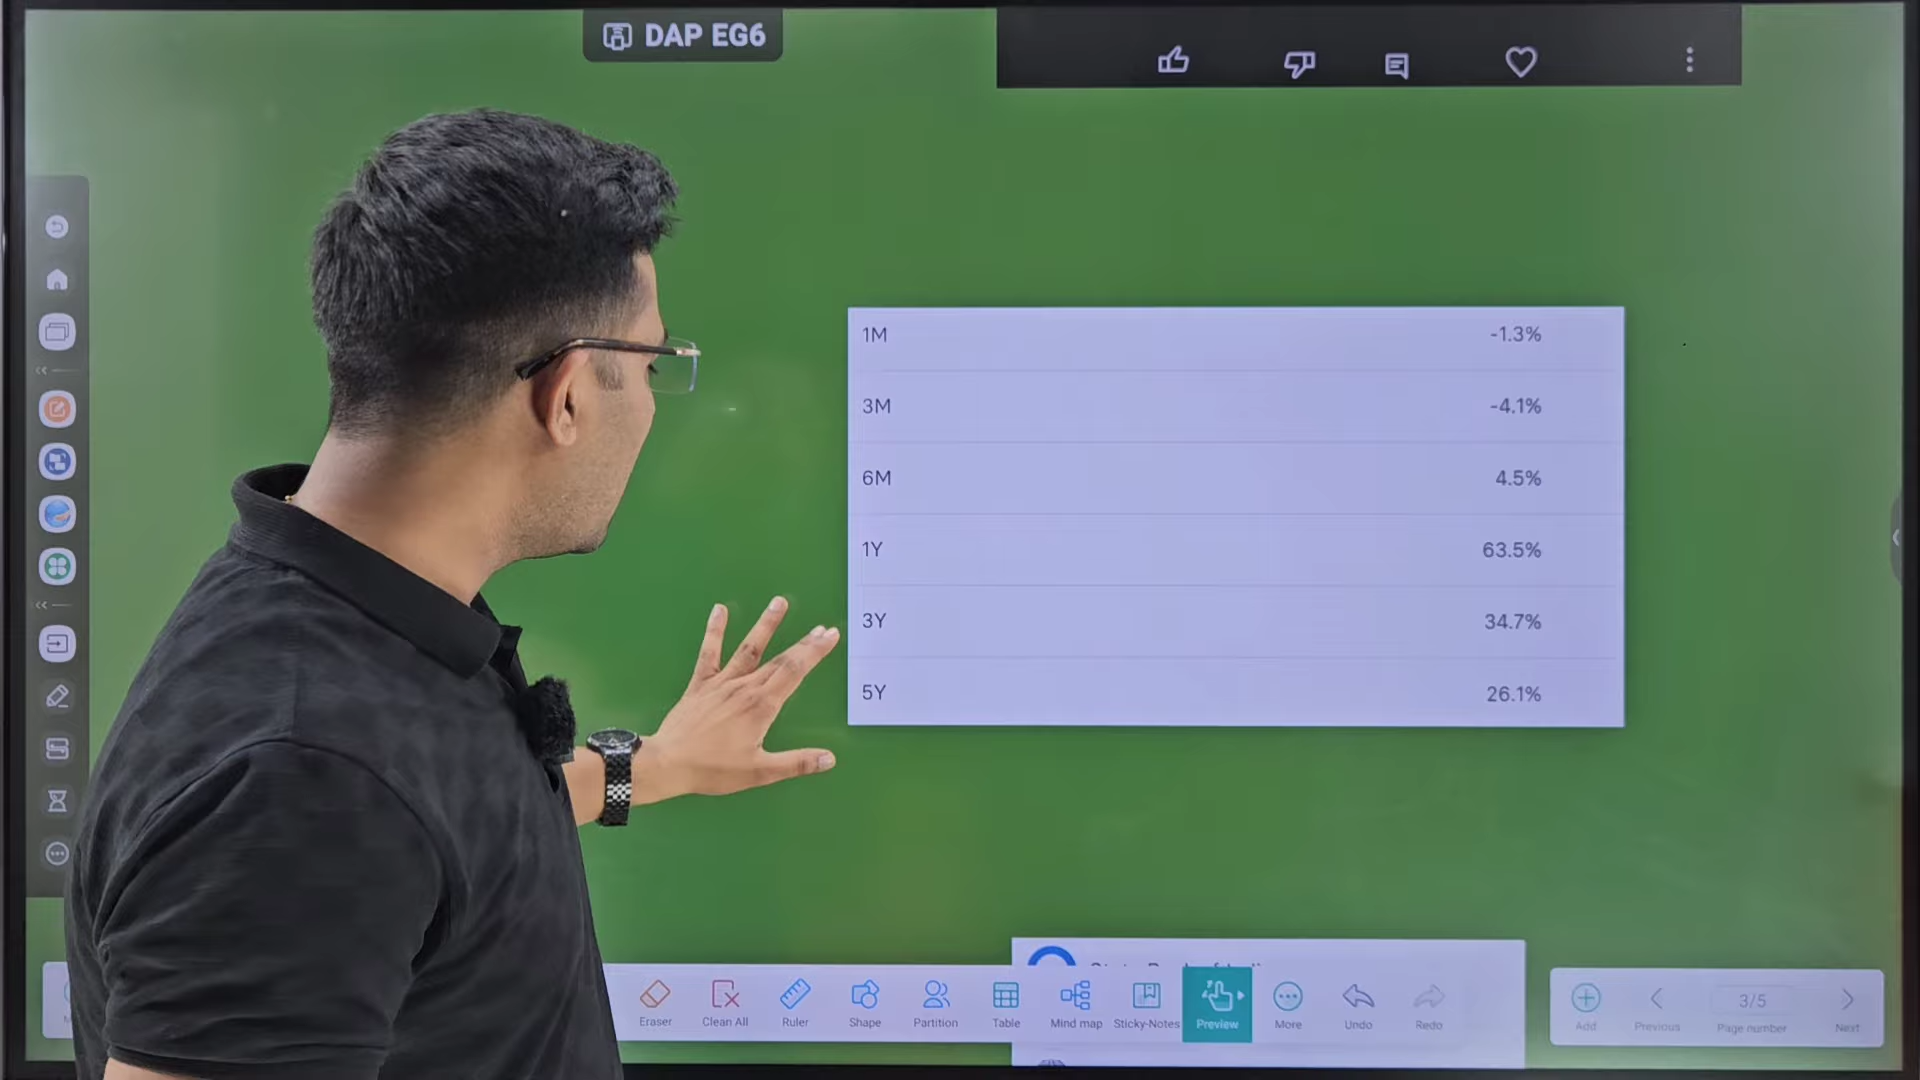 DAP EG6
1M -1.3%
3M -4.1%
6M 4.5%
1Y 63.5%
3Y 34.7%
5Y 26.1%
Eraser Clean All Ruler Shape Partition Table Mind map Sticky-Notes Preview More Undo Redo
Add Previous 3/5 Page number Next